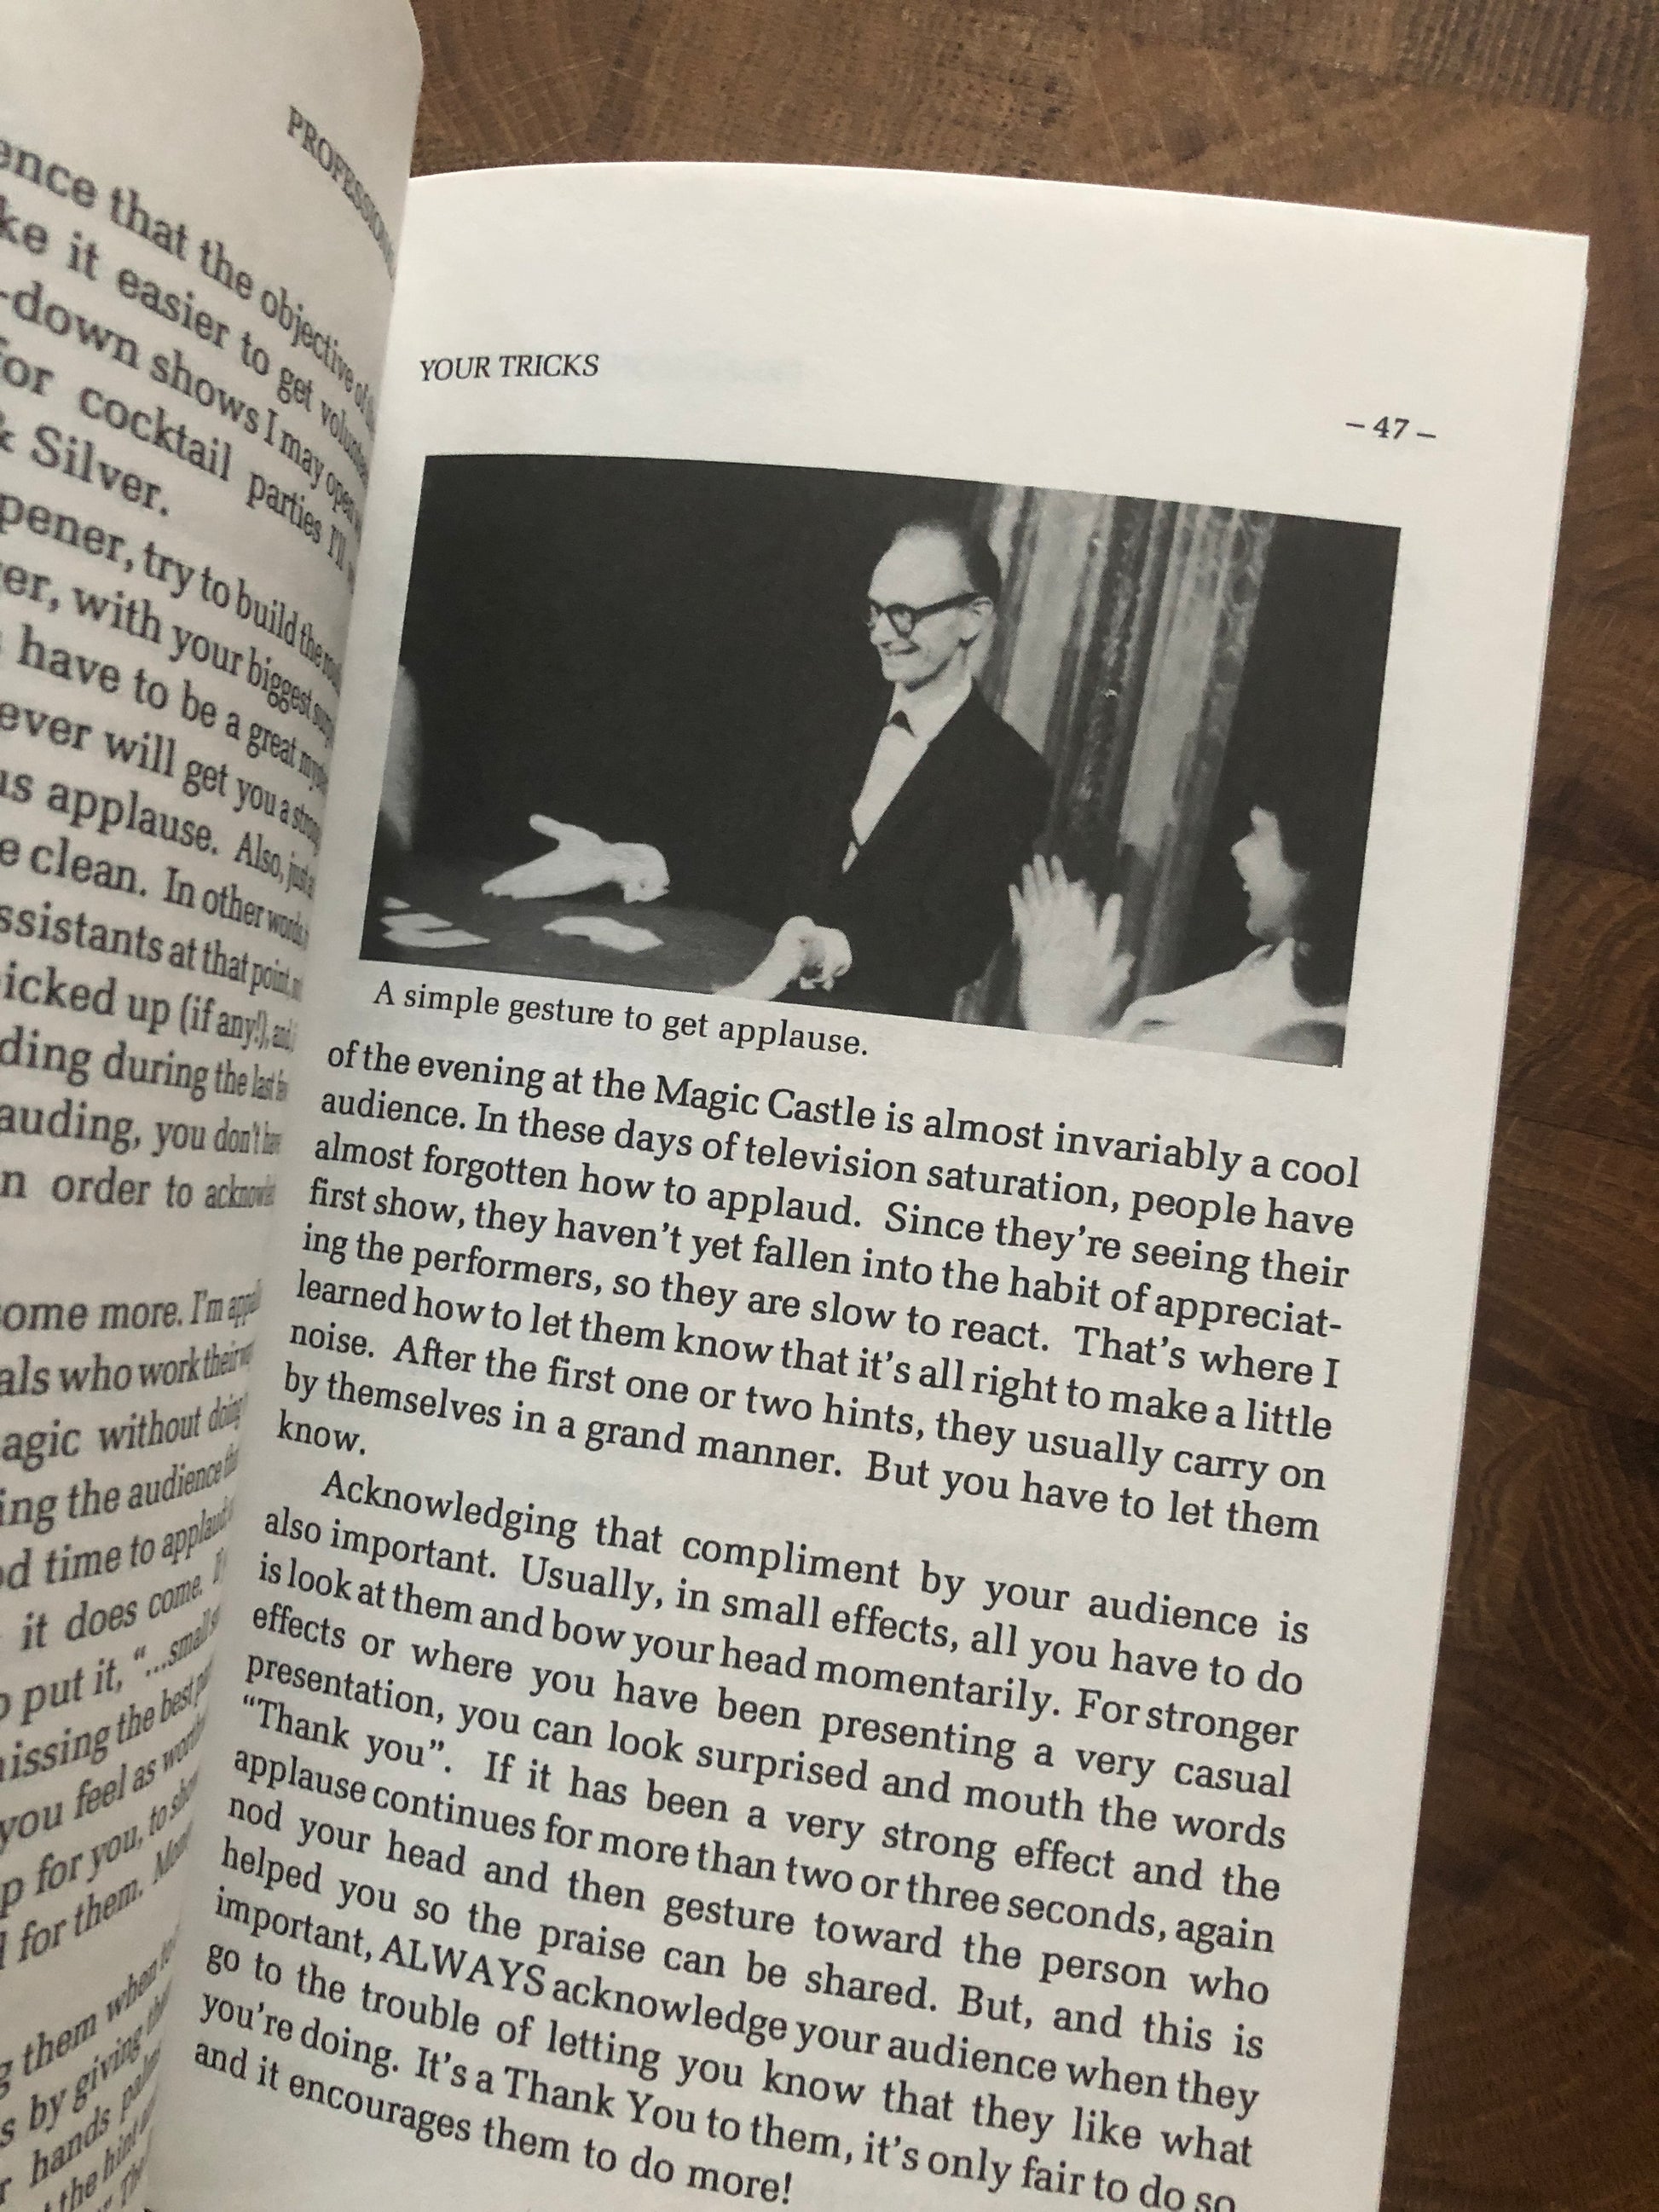 PROFESSION
ence that the objective of
ke it easier to get
-down shows I may open
for cocktail parties I'll
& Silver.
pener, try to build the
er, with your biggest
have to be a great
ever will get you a
us applause. Also, just
e clean. In other words,
ssistants at that point,
icked up (if any!), and
ding during the last
auding, you don't have
n order to
ome more. I'm
als who work their
agic without doing
ing the audience
od time to applaud
it does come.
o put it, "...small
issing the best
you feel as
p for you, to
l for them.
g them when
s by giving the
hands
the hint
YOUR TRICKS
– 47 –
A simple gesture to get applause.
of the evening at the Magic Castle is almost invariably a cool
audience. In these days of television saturation, people have
almost forgotten how to applaud. Since they're seeing their
first show, they haven't yet fallen into the habit of appreciat-
ing the performers, so they are slow to react. That's where I
learned how to let them know that it's all right to make a little
noise. After the first one or two hints, they usually carry on
by themselves in a grand manner. But you have to let them
know.
Acknowledging that compliment by your audience is
also important. Usually, in small effects, all you have to do
is look at them and bow your head momentarily. For stronger
effects or where you have been presenting a very casual
presentation, you can look surprised and mouth the words
"Thank you". If it has been a very strong effect and the
applause continues for more than two or three seconds, again
nod your head and then gesture toward the person who
helped you so the praise can be shared. But, and this is
important, ALWAYS acknowledge your audience when they
go to the trouble of letting you know that they like what
you're doing. It's a Thank You to them, it's only fair to do so
and it encourages them to do more!